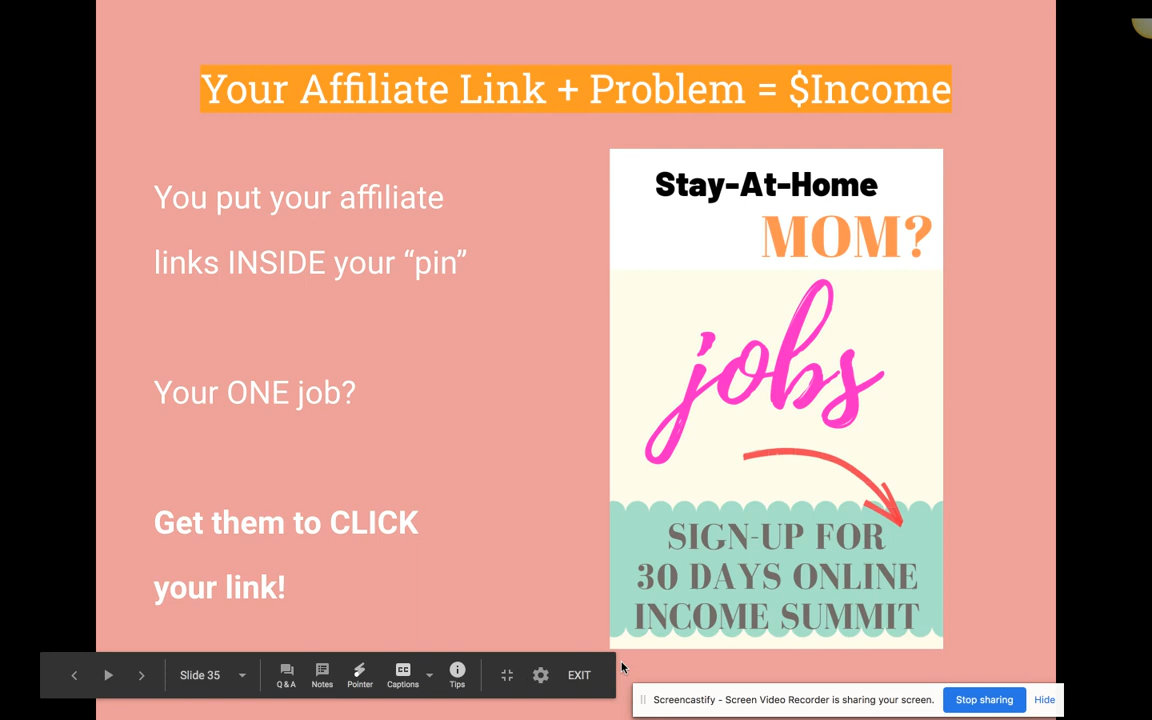 Your Affiliate Link + Problem = $Income
You put your affiliate
links INSIDE your “pin”
Your ONE job?
Get them to CLICK
your link!
Stay-At-Home
MOM?
jobs
SIGN-UP FOR
30 DAYS ONLINE
INCOME SUMMIT
Slide 35
Q & A
Notes
Pointer
CC
Captions
Tips
EXIT
Screencastify - Screen Video Recorder is sharing your screen.
Stop sharing
Hide